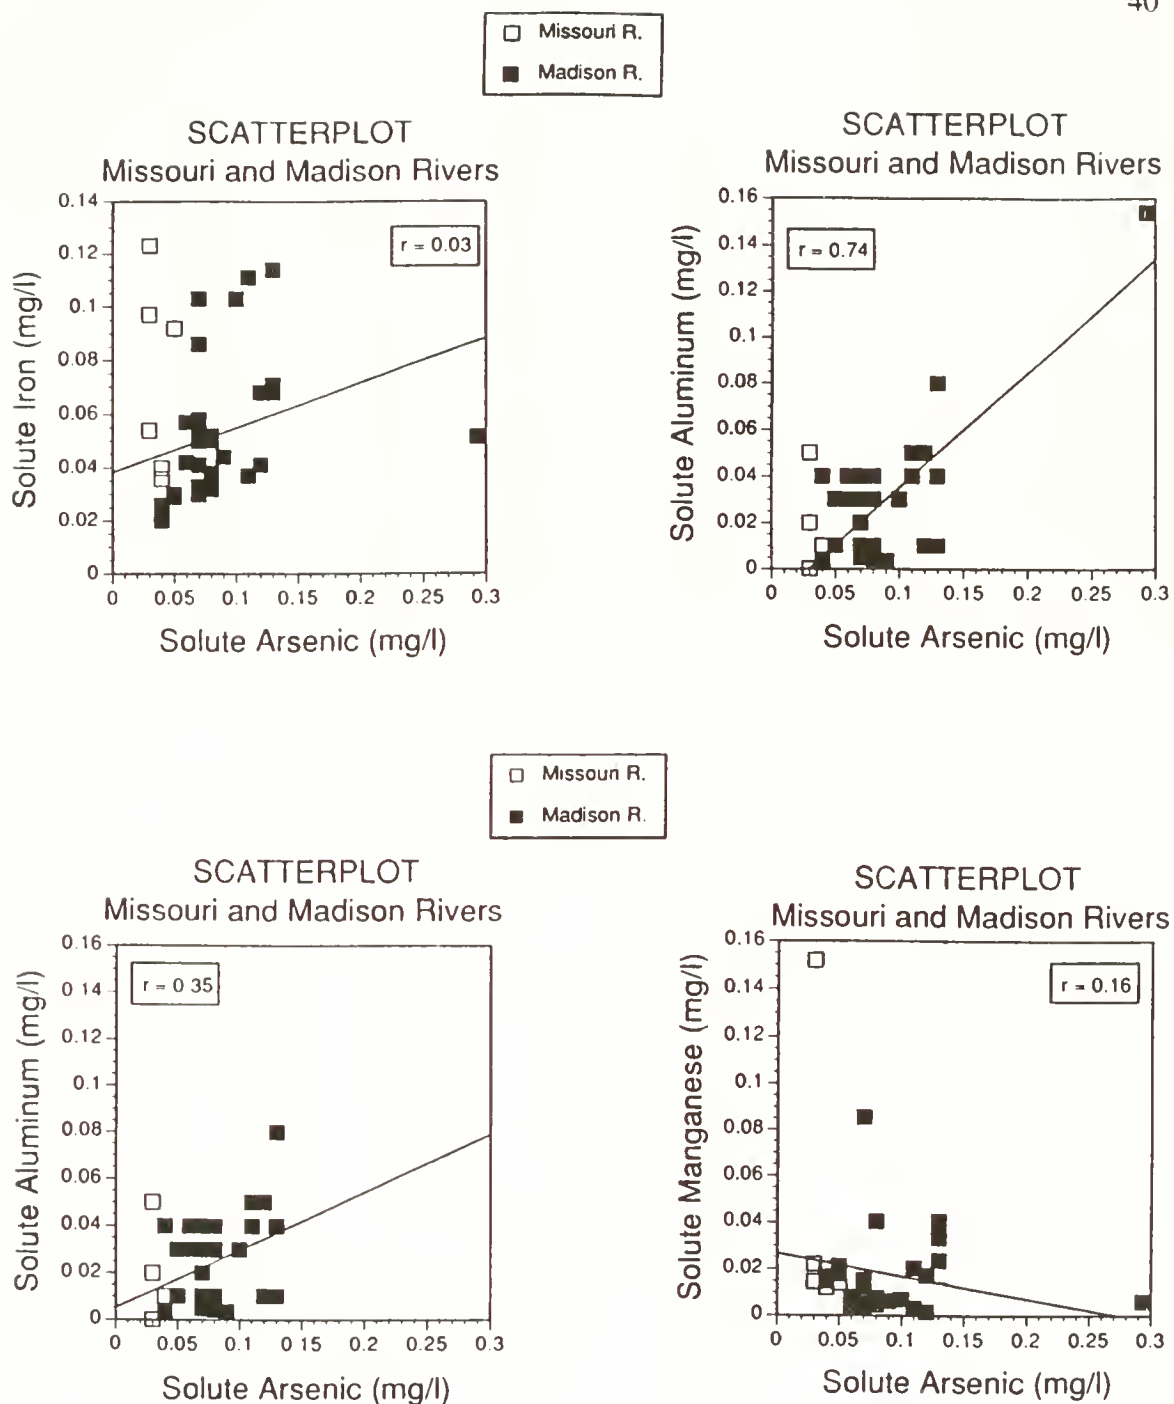 40
Missouri R.
Madison R.
SCATTERPLOT
Missouri and Madison Rivers
0.14
0.12
0.1
0.08
0.06
0.04
0.02
0
r = 0.03
Solute Iron (mg/l)
0 0.05 0.1 0.15 0.2 0.25 0.3
Solute Arsenic (mg/l)
SCATTERPLOT
Missouri and Madison Rivers
0.16
0.14
0.12
0.1
0.08
0.06
0.04
0.02
0
r = 0.74
Solute Aluminum (mg/l)
0 0.05 0.1 0.15 0.2 0.25 0.3
Solute Arsenic (mg/l)
Missouri R.
Madison R.
SCATTERPLOT
Missouri and Madison Rivers
0.16
0 14
0.12
0.1
0.08
0.06
0.04
0 02
0
r = 0 35
Solute Aluminum (mg/l)
0 0.05 0.1 0 15 0.2 0.25 0.3
Solute Arsenic (mg/l)
SCATTERPLOT
Missouri and Madison Rivers
0.16
0.14
0.12
0.1
0.08
0.06
0.04
0.02
0
r = 0.16
Solute Manganese (mg/l)
0 0.05 0.1 0.15 0.2 0.25 0.3
Solute Arsenic (mg/l)